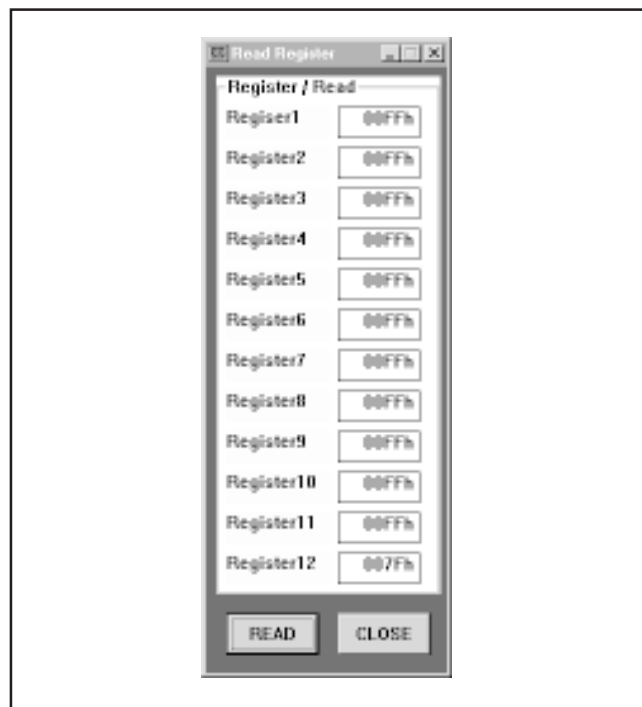 Read Register
Register / Read
Regiser1 00FFh
Register2 00FFh
Register3 00FFh
Register4 00FFh
Register5 00FFh
Register6 00FFh
Register7 00FFh
Register8 00FFh
Register9 00FFh
Register10 00FFh
Register11 00FFh
Register12 007Fh
READ CLOSE